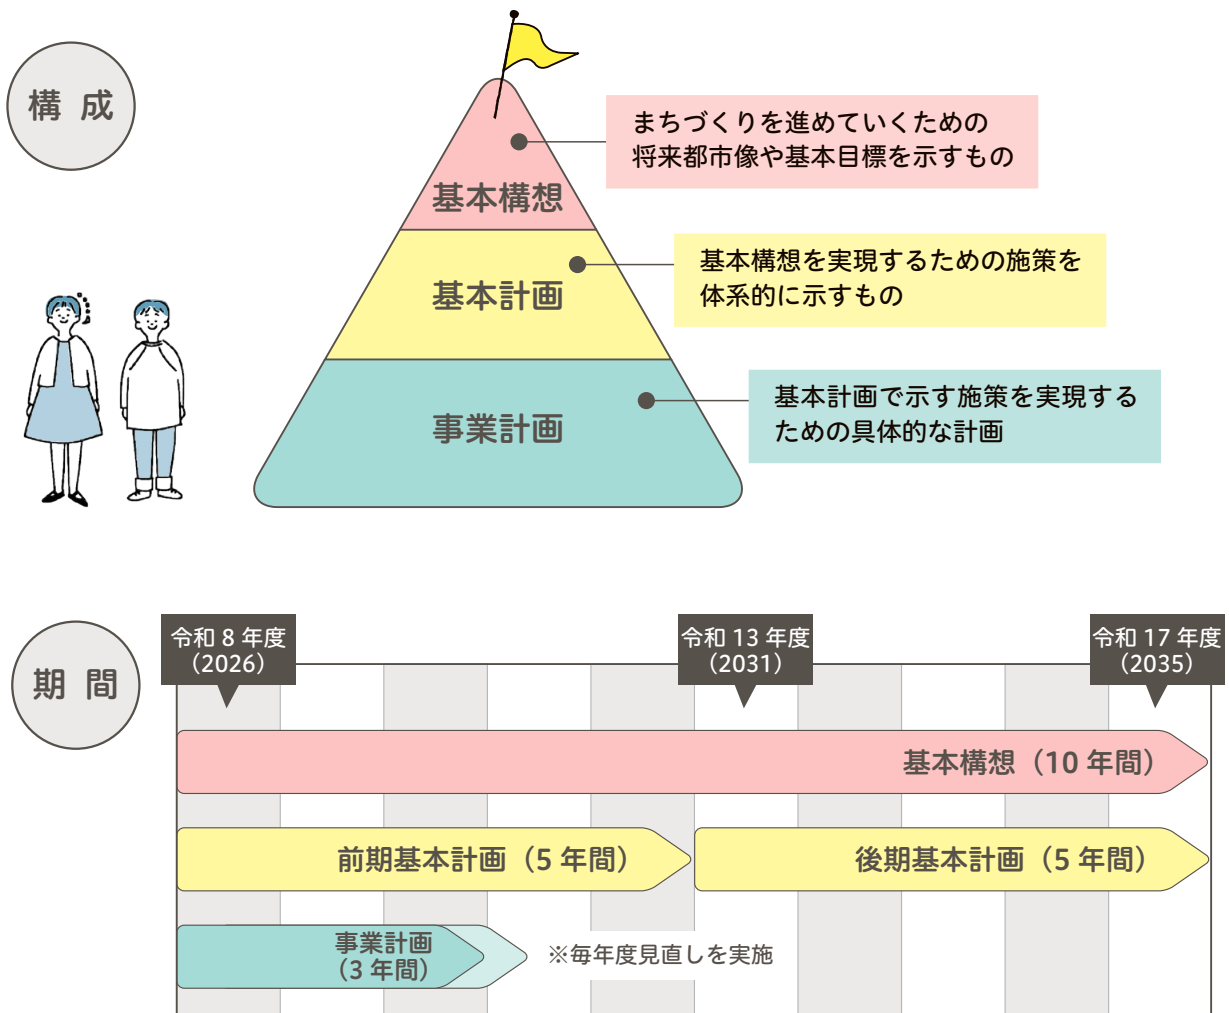 構成
まちづくりを進めていくための
将来都市像や基本目標を示すもの
基本構想
基本構想を実現するための施策を
体系的に示すもの
基本計画
基本計画で示す施策を実現する
ための具体的な計画
事業計画
期間
令和 8 年度
（2026）
令和 13 年度
（2031）
令和 17 年度
（2035）
基本構想（10 年間）
前期基本計画（5 年間）
後期基本計画（5 年間）
事業計画
（3 年間）
※毎年度見直しを実施